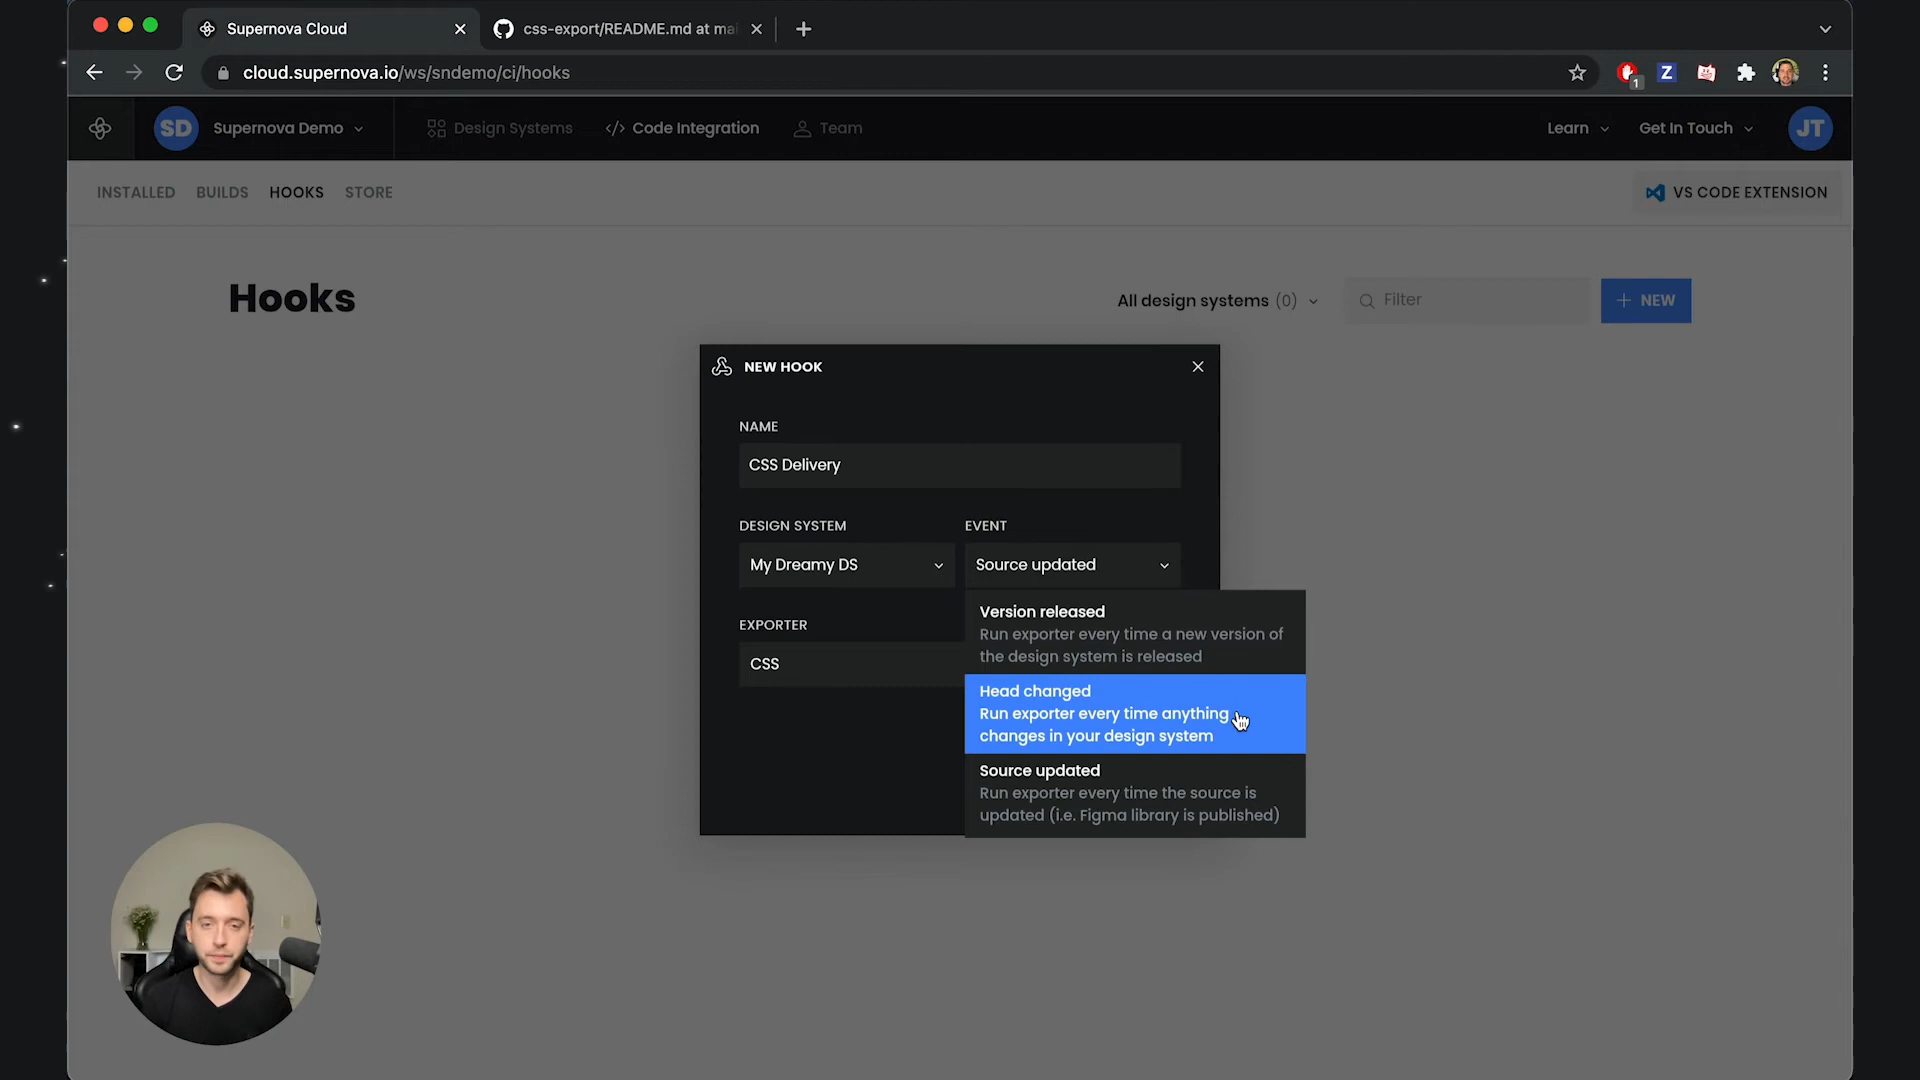 Supernova Cloud
css-export/README.md at mai
cloud.supernova.io/ws/sndemo/ci/hooks
1
Z
SD
Supernova Demo
Design Systems
Code Integration
Team
Learn
Get In Touch
JT
INSTALLED
BUILDS
HOOKS
STORE
VS CODE EXTENSION
Hooks
All design systems (0)
Filter
+ NEW
NEW HOOK
NAME
CSS Delivery
DESIGN SYSTEM
EVENT
My Dreamy DS
Source updated
EXPORTER
CSS
Version released
Run exporter every time a new version of
the design system is released
Head changed
Run exporter every time anything
changes in your design system
Source updated
Run exporter every time the source is
updated (i.e. Figma library is published)